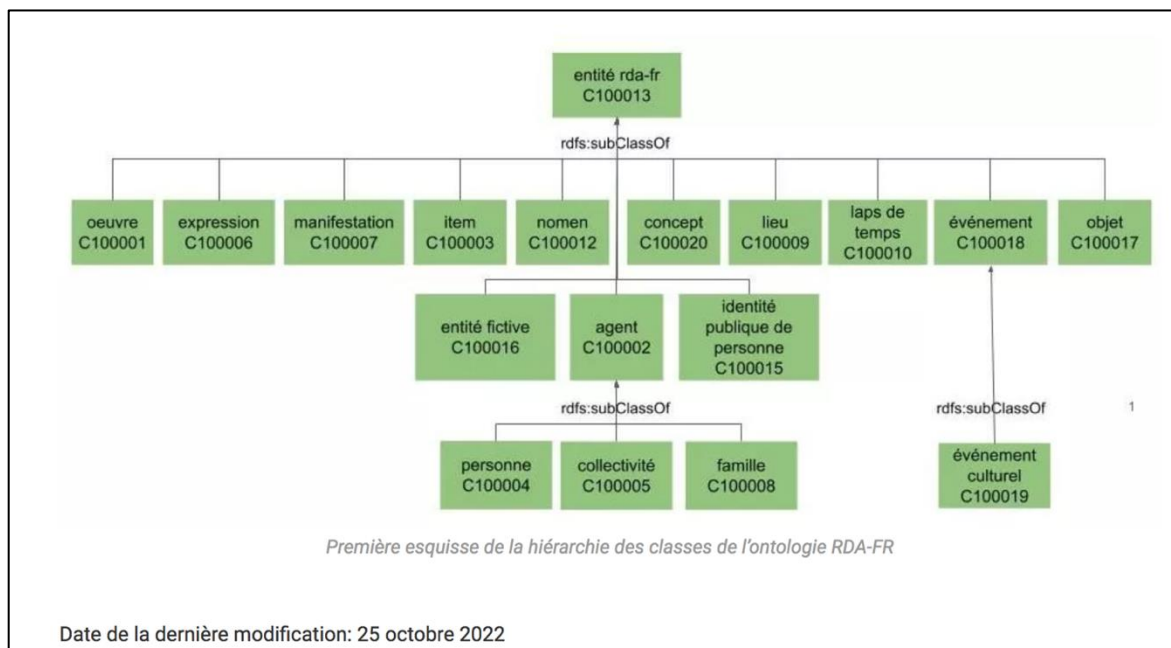 entité rda-fr
C100013
rdfs:subClassOf
oeuvre
C100001
expression
C100006
manifestation
C100007
item
C100003
nomen
C100012
concept
C100020
lieu
C100009
laps de
temps
C100010
événement
C100018
objet
C100017
entité fictive
C100016
agent
C100002
identité
publique de
personne
C100015
rdfs:subClassOf
rdfs:subClassOf
1
personne
C100004
collectivité
C100005
famille
C100008
événement
culturel
C100019
Première esquisse de la hiérarchie des classes de l’ontologie RDA-FR
Date de la dernière modification: 25 octobre 2022